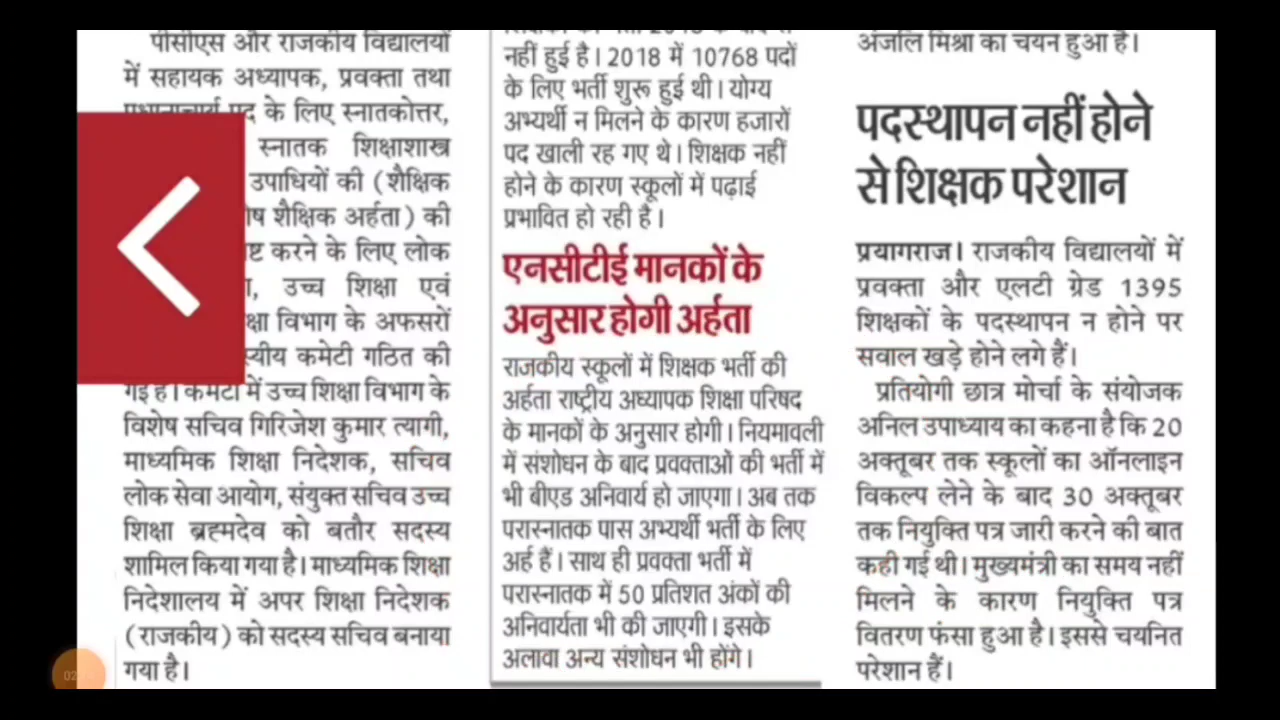 पीसीएस और राजकीय विद्यालयों
में सहायक अध्यापक, प्रवक्ता तथा
के लिए स्नातकोत्तर,
स्नातक शिक्षाशास्त्र
उपाधियों की (शैक्षिक
शैक्षिक अर्हता) की
करने के लिए लोक
उच्च शिक्षा एवं
विभाग के अफसरों
कमेटी गठित की
गई है। कमेटी में उच्च शिक्षा विभाग के
विशेष सचिव गिरिजेश कुमार त्यागी,
माध्यमिक शिक्षा निदेशक, सचिव
लोक सेवा आयोग, संयुक्त सचिव उच्च
शिक्षा ब्रह्मदेव को बतौर सदस्य
शामिल किया गया है। माध्यमिक शिक्षा
निदेशालय में अपर शिक्षा निदेशक
(राजकीय) को सदस्य सचिव बनाया
गया है।
नहीं हुई है। 2018 में 10768 पदों
के लिए भर्ती शुरू हुई थी। योग्य
अभ्यर्थी न मिलने के कारण हजारों
पद खाली रह गए थे। शिक्षक नहीं
होने के कारण स्कूलों में पढ़ाई
प्रभावित हो रही है।
एनसीटीई मानकों के
अनुसार होगी अर्हता
राजकीय स्कूलों में शिक्षक भर्ती की
अर्हता राष्ट्रीय अध्यापक शिक्षा परिषद
के मानकों के अनुसार होगी। नियमावली
में संशोधन के बाद प्रवक्ताओं की भर्ती में
भी बीएड अनिवार्य हो जाएगा। अब तक
परास्नातक पास अभ्यर्थी भर्ती के लिए
अर्ह हैं। साथ ही प्रवक्ता भर्ती में
परास्नातक में 50 प्रतिशत अंकों की
अनिवार्यता भी की जाएगी। इसके
अलावा अन्य संशोधन भी होंगे।
अंजलि मिश्रा का चयन हुआ है।
पदस्थापन नहीं होने
से शिक्षक परेशान
प्रयागराज। राजकीय विद्यालयों में
प्रवक्ता और एलटी ग्रेड 1395
शिक्षकों के पदस्थापन न होने पर
सवाल खड़े होने लगे हैं।
प्रतियोगी छात्र मोर्चा के संयोजक
अनिल उपाध्याय का कहना है कि 20
अक्तूबर तक स्कूलों का ऑनलाइन
विकल्प लेने के बाद 30 अक्तूबर
तक नियुक्ति पत्र जारी करने की बात
कही गई थी। मुख्यमंत्री का समय नहीं
मिलने के कारण नियुक्ति पत्र
वितरण फंसा हुआ है। इससे चयनित
परेशान हैं।